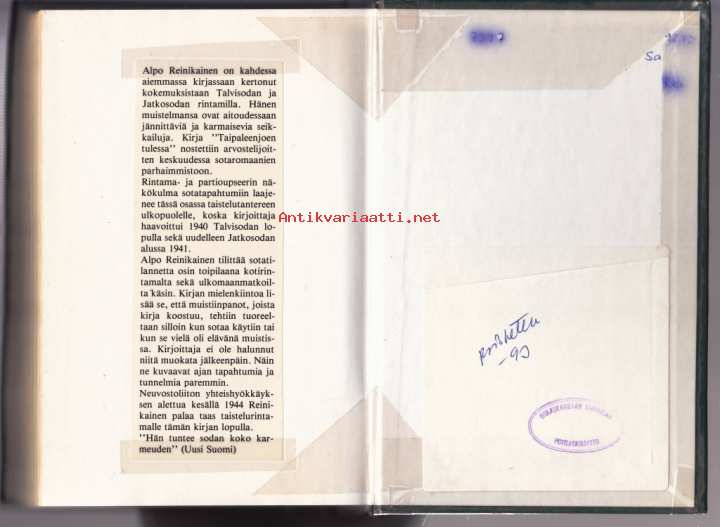 Alpo Reinikainen on kahdessa
aiemmassa kirjassaan kertonut
kokemuksistaan Talvisodan ja
Jatkosodan rintamilla. Hänen
muistelmansa ovat aitoudessaan
jännittäviä ja karmaisevia seik-
kailuja. Kirja "Taipaleenjoen
tulessa" nostettiin arvostelijoit-
ten keskuudessa sotaromaanien
parhaimmistoon.
Rintama- ja partioupseerin nä-
kökulma sotatapahtumiin laaje-
nee tässä osassa taistelutantereen
ulkopuolelle, koska kirjoittaja
haavoittui 1940 Talvisodan lo-
pulla sekä uudelleen Jatkosodan
alussa 1941.
Alpo Reinikainen tilittää sotati-
lannetta osin toipilaana kotirin-
tamalta sekä ulkomaanmatkoil-
ta käsin. Kirjan mielenkiintoa li-
sää se, että muistiinpanot, joista
kirja koostuu, tehtiin tuoreel-
taan silloin kun sotaa käytiin tai
kun se vielä oli elävänä muistis-
sa. Kirjoittaja ei ole halunnut
niitä muokata jälkeenpäin. Näin
ne kuvaavat ajan tapahtumia ja
tunnelmia paremmin.
Neuvostoliiton yhteishyökkäyk-
sen alettua kesällä 1944 Reini-
kainen palaa taas taistelurinta-
malle tämän kirjan lopulla.
"Hän tuntee sodan koko kar-
meuden" (Uusi Suomi)
Antikvariaatti.net
Sa
Poistettu
-90